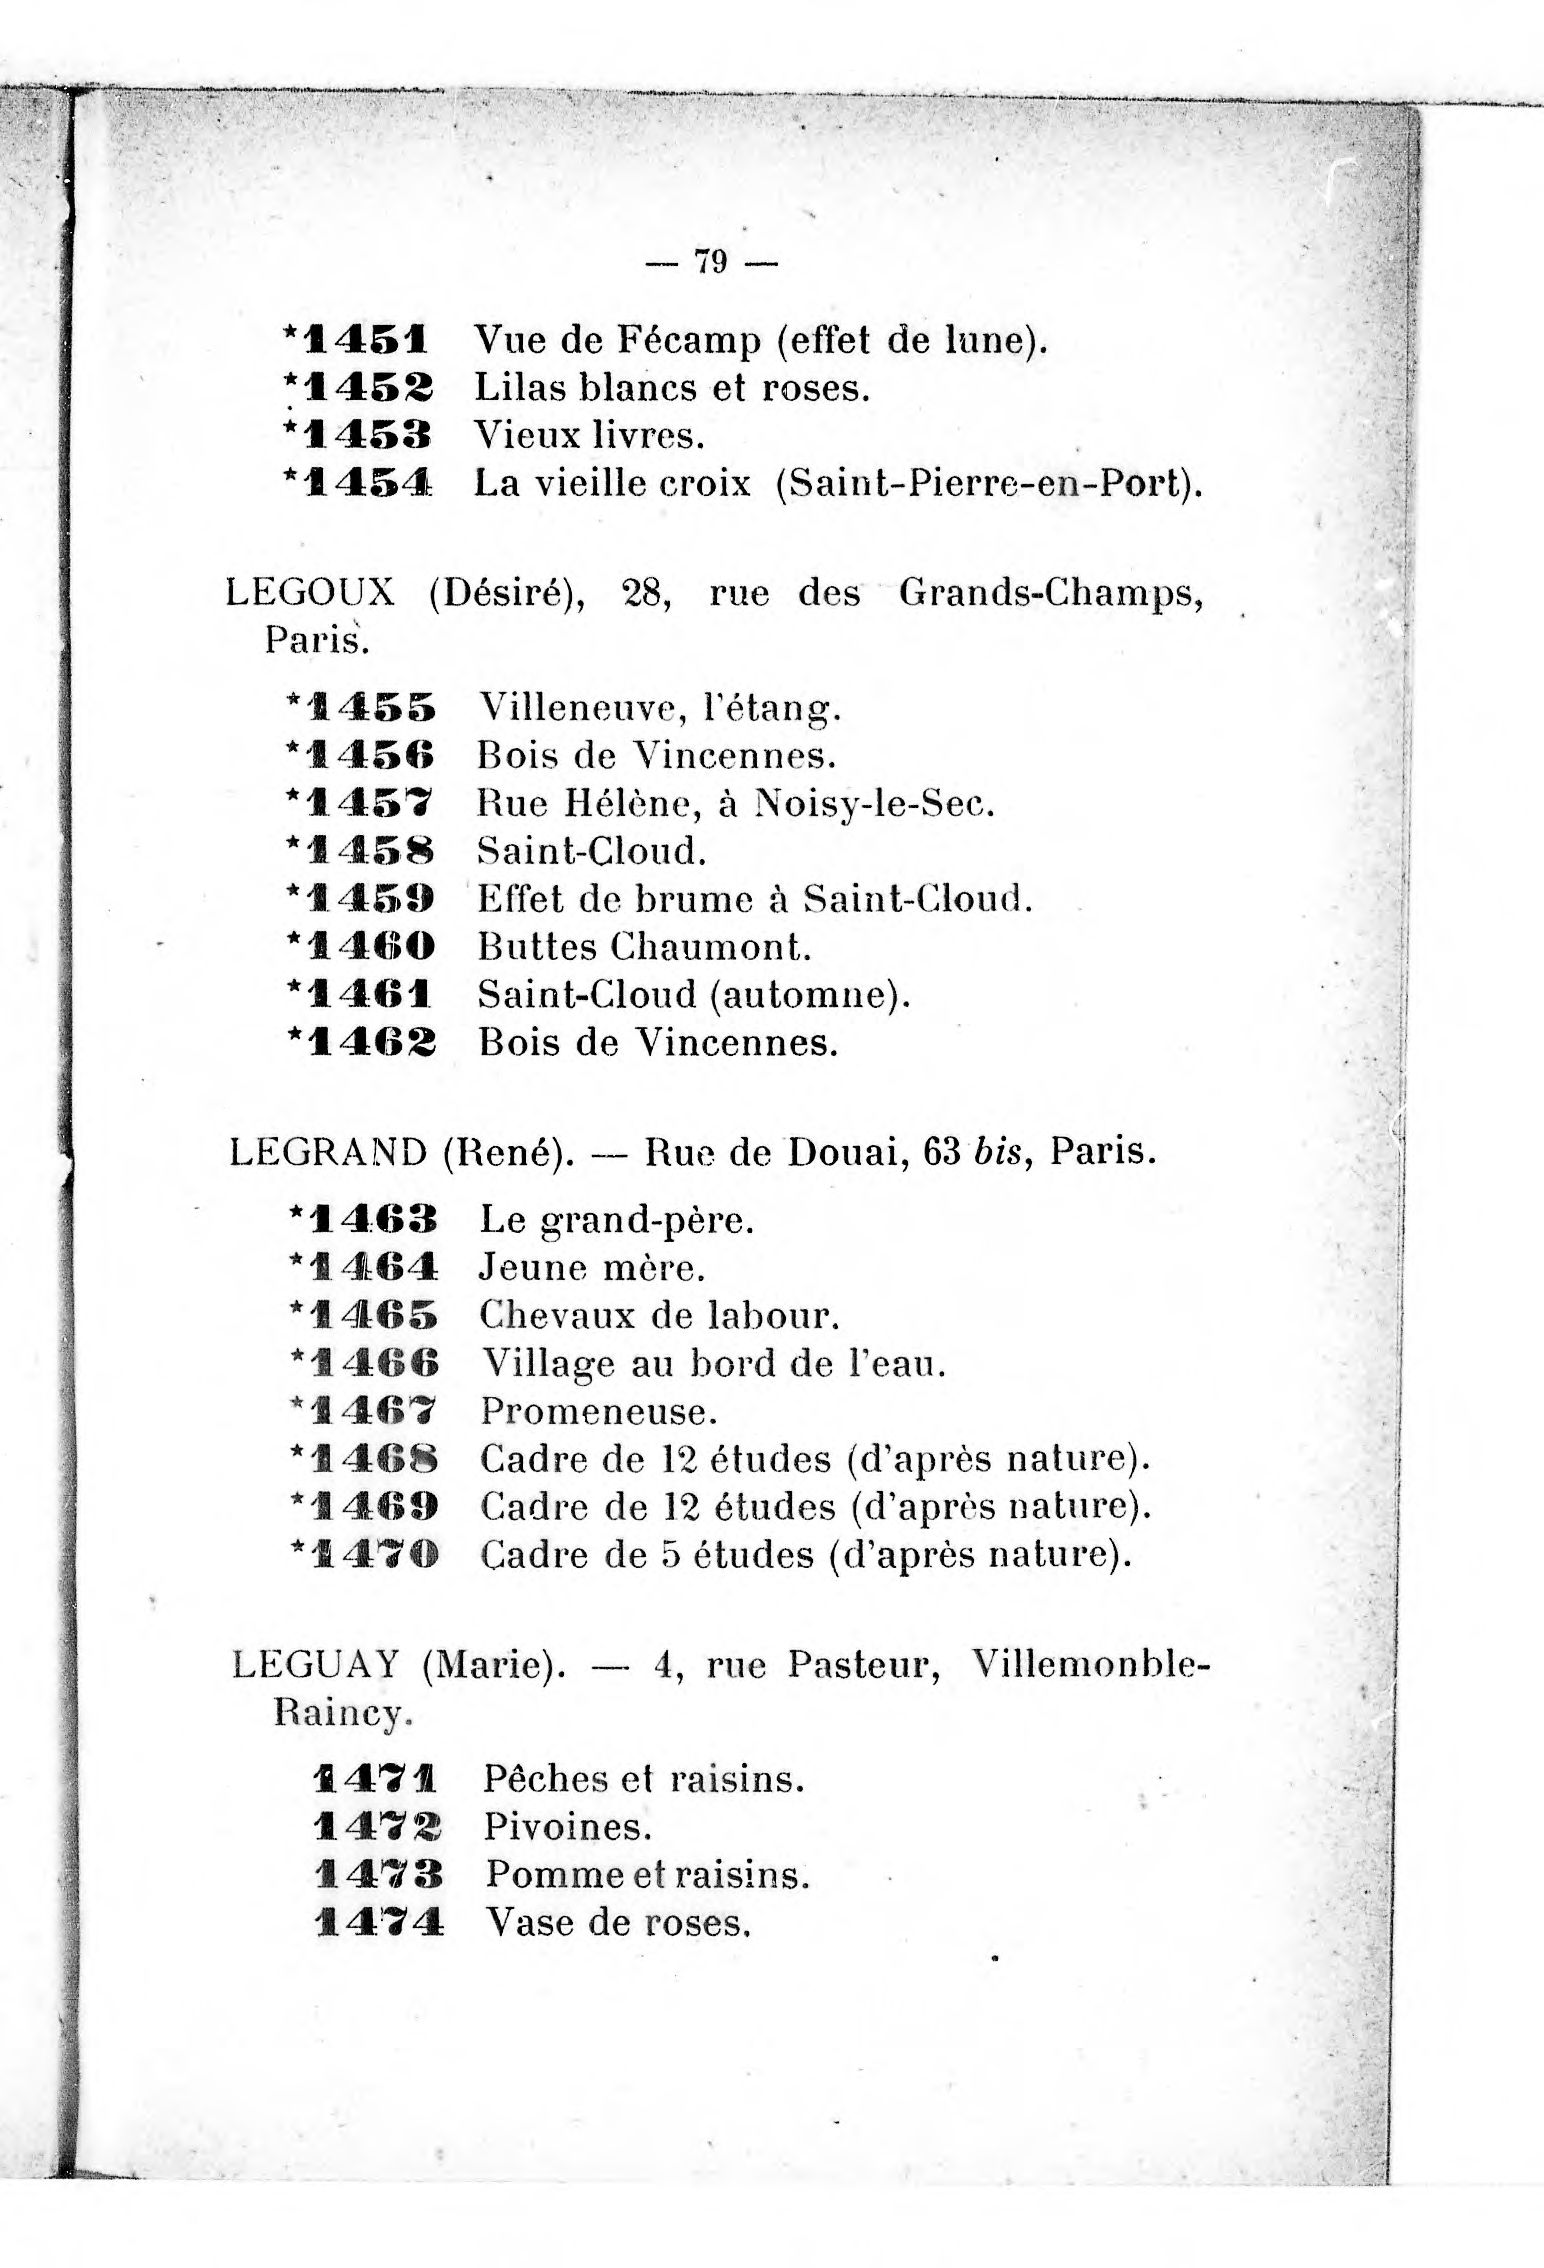 — 79 —
*1451 Vue de Fécamp (effet de lune).
*1452 Lilas blancs et roses.
*1453 Vieux livres.
*1454 La vieille croix (Saint-Pierre-en-Port).
LEGOUX (Désiré), 28, rue des Grands-Champs,
Paris.
*1455 Villeneuve, l'étang.
*1456 Bois de Vincennes.
*1457 Rue Hélène, à Noisy-le-Sec.
*1458 Saint-Cloud.
*1459 Effet de brume à Saint-Cloud.
*1460 Buttes Chaumont.
*1461 Saint-Cloud (automne).
*1462 Bois de Vincennes.
LEGRAND (René). — Rue de Douai, 63 bis, Paris.
*1463 Le grand-père.
*1464 Jeune mère.
*1465 Chevaux de labour.
*1466 Village au bord de l'eau.
*1467 Promeneuse.
*1468 Cadre de 12 études (d'après nature).
*1469 Cadre de 12 études (d'après nature).
*1470 Cadre de 5 études (d'après nature).
LEGUAY (Marie). — 4, rue Pasteur, Villemonble-
Raincy.
1471 Pêches et raisins.
1472 Pivoines.
1473 Pomme et raisins.
1474 Vase de roses.